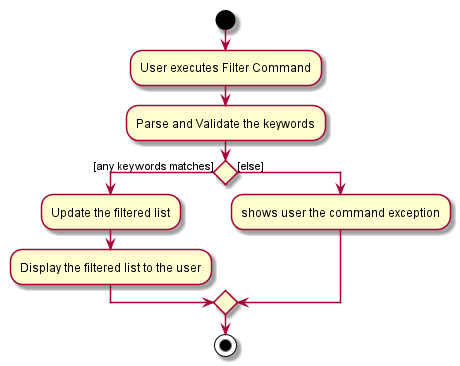 User executes Filter Command
Parse and Validate the keywords
[any keywords matches]
[else]
Update the filtered list
shows user the command exception
Display the filtered list to the user